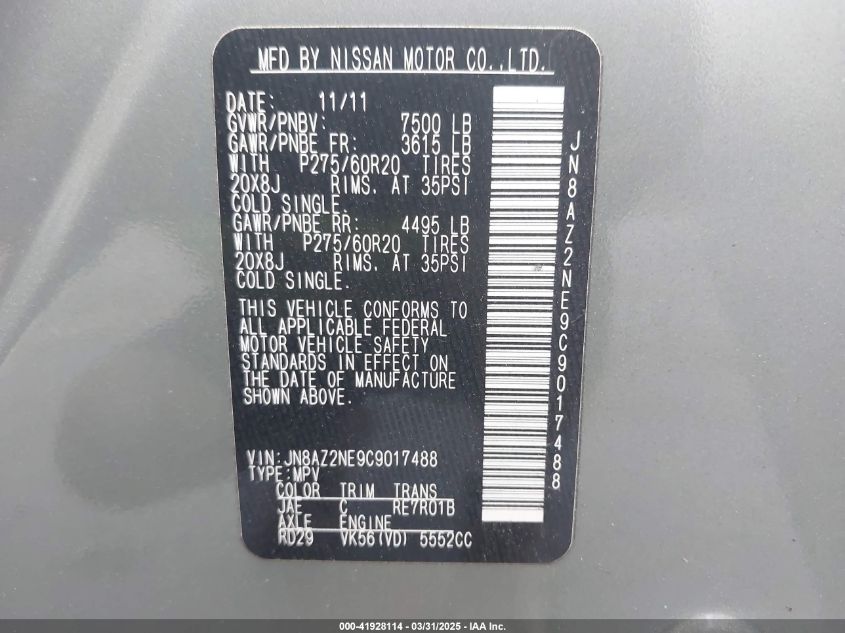 MFD BY NISSAN MOTOR CO.,LTD.
DATE: 11/11
GVWR/PNBV: 7500 LB
GAWR/PNBE FR: 3615 LB
WITH P275/60R20 TIRES
20X8J RIMS. AT 35PSI
COLD SINGLE.
GAWR/PNBE RR: 4495 LB
WITH P275/60R20 TIRES
20X8J RIMS. AT 35PSI
COLD SINGLE.
THIS VEHICLE CONFORMS TO
ALL APPLICABLE FEDERAL
MOTOR VEHICLE SAFETY
STANDARDS IN EFFECT ON
THE DATE OF MANUFACTURE
SHOWN ABOVE.
VIN:JN8AZ2NE9C9017488
TYPE:MPV
COLOR TRIM TRANS
JAE C RE7R01B
AXLE ENGINE
RD29 VK56(VD) 5552CC
JN8AZ2NE9C9017488
000-41928114 - 03/31/2025 - IAA Inc.